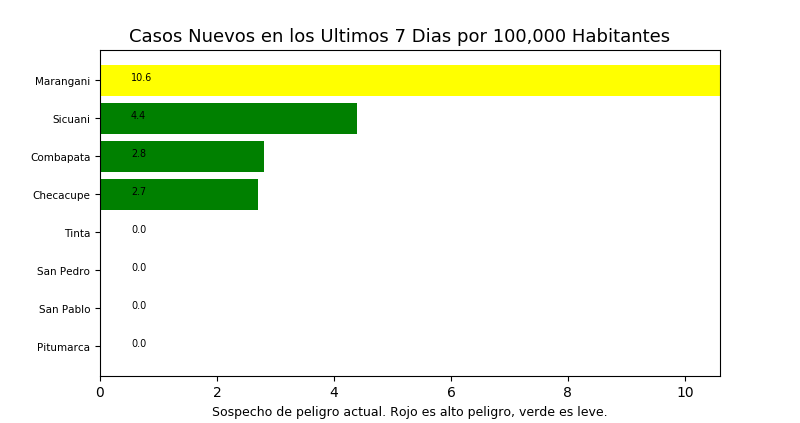 Casos Nuevos en los Ultimos 7 Dias por 100,000 Habitantes
Marangani 10.6
Sicuani 4.4
Combapata 2.8
Checacupe 2.7
Tinta 0.0
San Pedro 0.0
San Pablo 0.0
Pitumarca 0.0
0 2 4 6 8 10
Sospecho de peligro actual. Rojo es alto peligro, verde es leve.